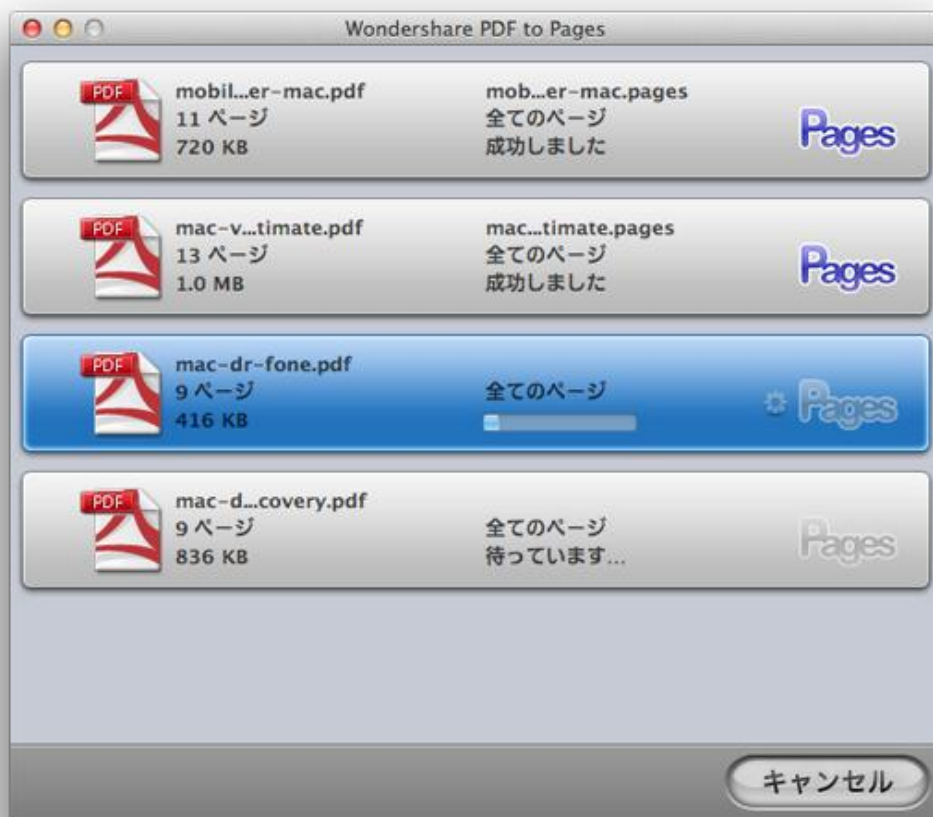 Wondershare PDF to Pages
PDF
mobil...er-mac.pdf
11 ページ
720 KB
mob...er-mac.pages
全てのページ
成功しました
Pages
PDF
mac-v...timate.pdf
13 ページ
1.0 MB
mac...timate.pages
全てのページ
成功しました
Pages
PDF
mac-dr-fone.pdf
9 ページ
416 KB
全てのページ
Pages
PDF
mac-d...covery.pdf
9 ページ
836 KB
全てのページ
待っています...
Pages
キャンセル